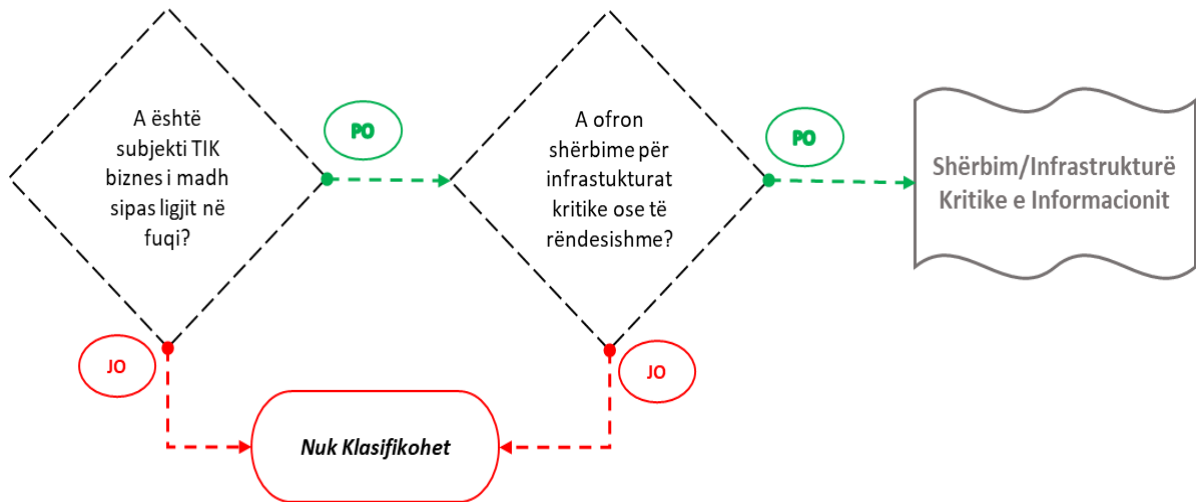 A është
subjekti TIK
biznes i madh
sipas ligjit në
fuqi?
PO
A ofron
shërbime për
infrastukturat
kritike ose të
rëndesishme?
PO
Shërbim/Infrastrukturë
Kritike e Informacionit
JO
JO
Nuk Klasifikohet